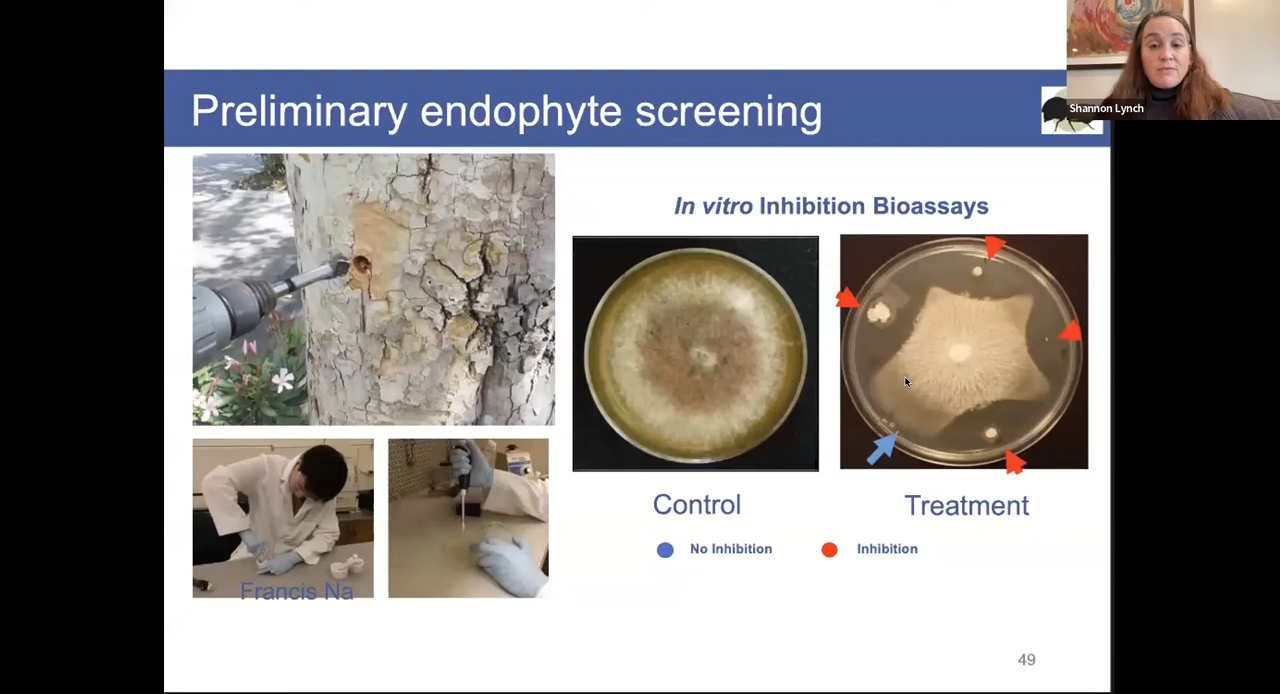 Preliminary endophyte screening
Shannon Lynch
In vitro Inhibition Bioassays
Control
Treatment
No Inhibition
Inhibition
Francis Na
49